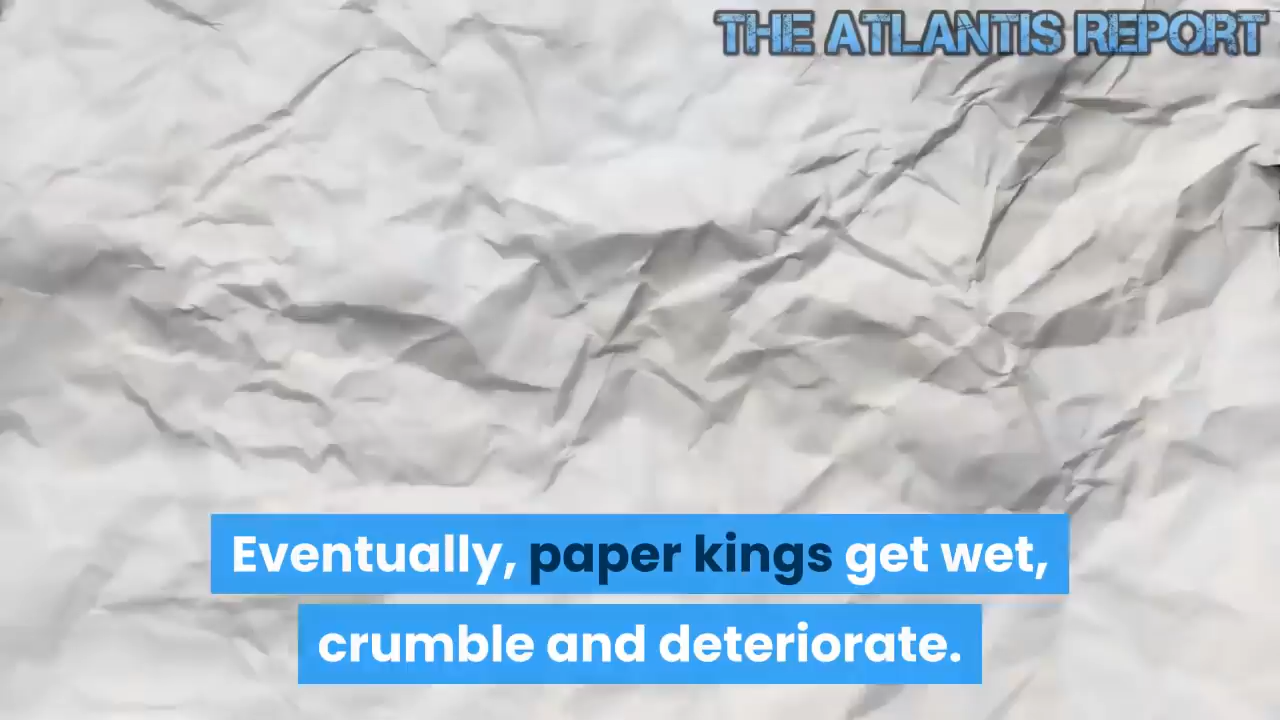 THE ATLANTIS REPORT
Eventually, paper kings get wet,
crumble and deteriorate.